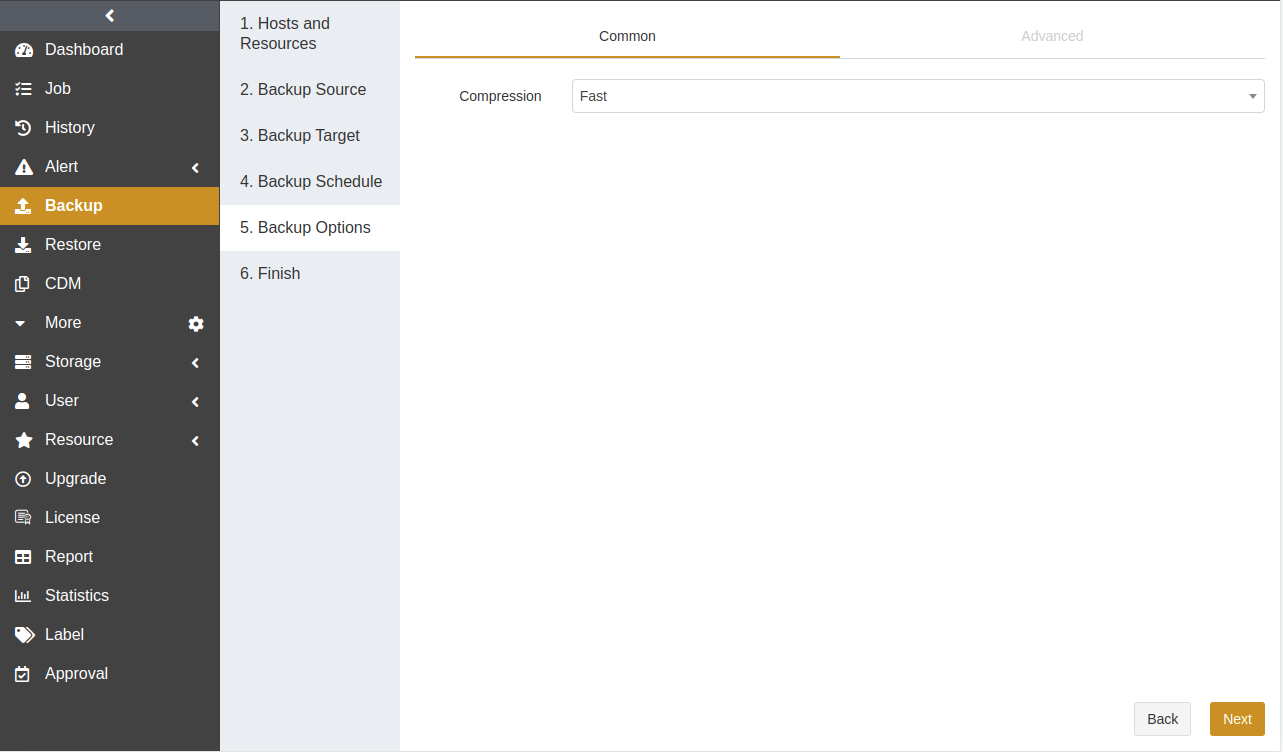 Dashboard
Job
History
Alert
Backup
Restore
CDM
More
Storage
User
Resource
Upgrade
License
Report
Statistics
Label
Approval
1. Hosts and
Resources
2. Backup Source
3. Backup Target
4. Backup Schedule
5. Backup Options
6. Finish
Common
Advanced
Compression
Fast
Back
Next